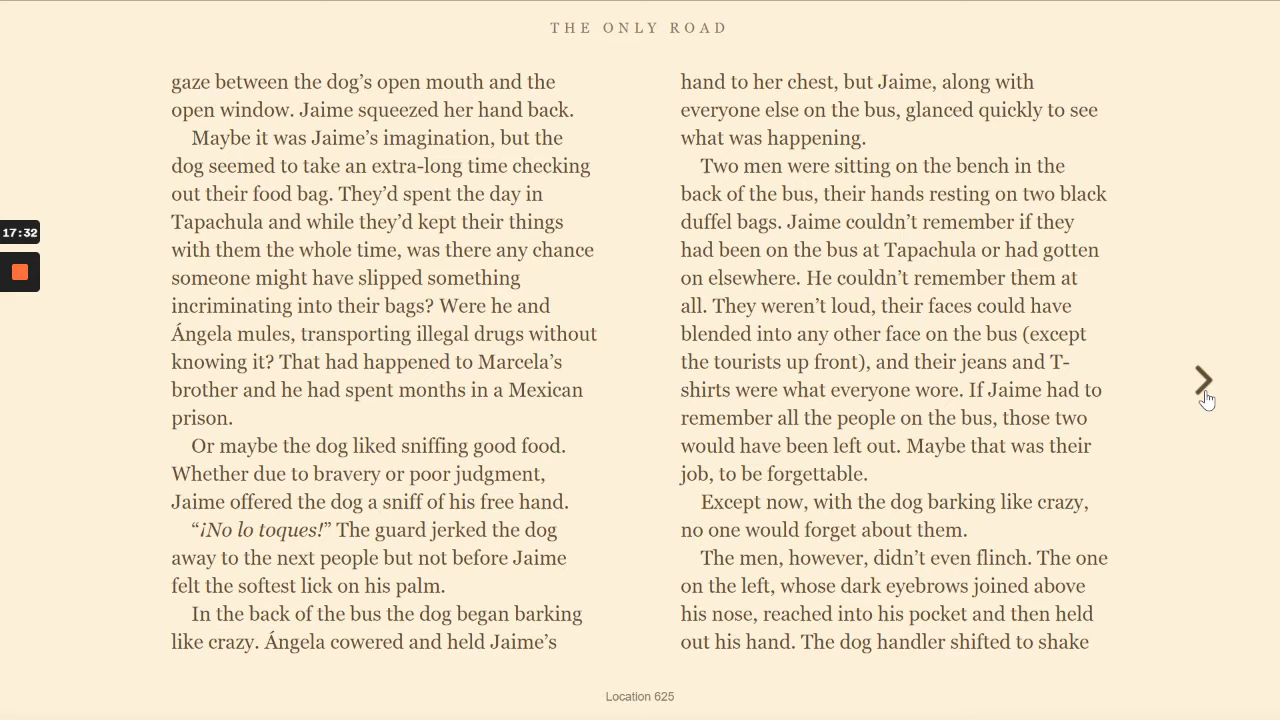 THE ONLY ROAD
gaze between the dog’s open mouth and the
open window. Jaime squeezed her hand back.
Maybe it was Jaime’s imagination, but the
dog seemed to take an extra-long time checking
out their food bag. They’d spent the day in
Tapachula and while they’d kept their things
with them the whole time, was there any chance
someone might have slipped something
incriminating into their bags? Were he and
Ángela mules, transporting illegal drugs without
knowing it? That had happened to Marcela’s
brother and he had spent months in a Mexican
prison.
Or maybe the dog liked sniffing good food.
Whether due to bravery or poor judgment,
Jaime offered the dog a sniff of his free hand.
“¡No lo toques!” The guard jerked the dog
away to the next people but not before Jaime
felt the softest lick on his palm.
In the back of the bus the dog began barking
like crazy. Ángela cowered and held Jaime’s
hand to her chest, but Jaime, along with
everyone else on the bus, glanced quickly to see
what was happening.
Two men were sitting on the bench in the
back of the bus, their hands resting on two black
duffel bags. Jaime couldn’t remember if they
had been on the bus at Tapachula or had gotten
on elsewhere. He couldn’t remember them at
all. They weren’t loud, their faces could have
blended into any other face on the bus (except
the tourists up front), and their jeans and T-
shirts were what everyone wore. If Jaime had to
remember all the people on the bus, those two
would have been left out. Maybe that was their
job, to be forgettable.
Except now, with the dog barking like crazy,
no one would forget about them.
The men, however, didn’t even flinch. The one
on the left, whose dark eyebrows joined above
his nose, reached into his pocket and then held
out his hand. The dog handler shifted to shake
17:32
Location 625